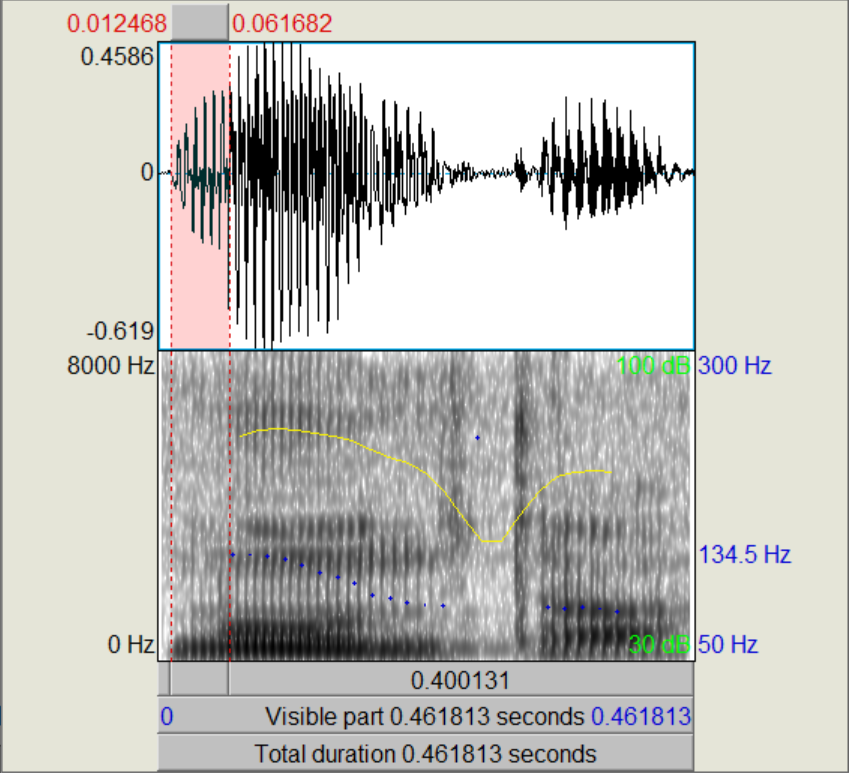 0.012468 0.061682
0.4586
0
-0.619
8000 Hz 100 dB 300 Hz
134.5 Hz
0 Hz 30 dB 50 Hz
0.400131
0 Visible part 0.461813 seconds 0.461813
Total duration 0.461813 seconds